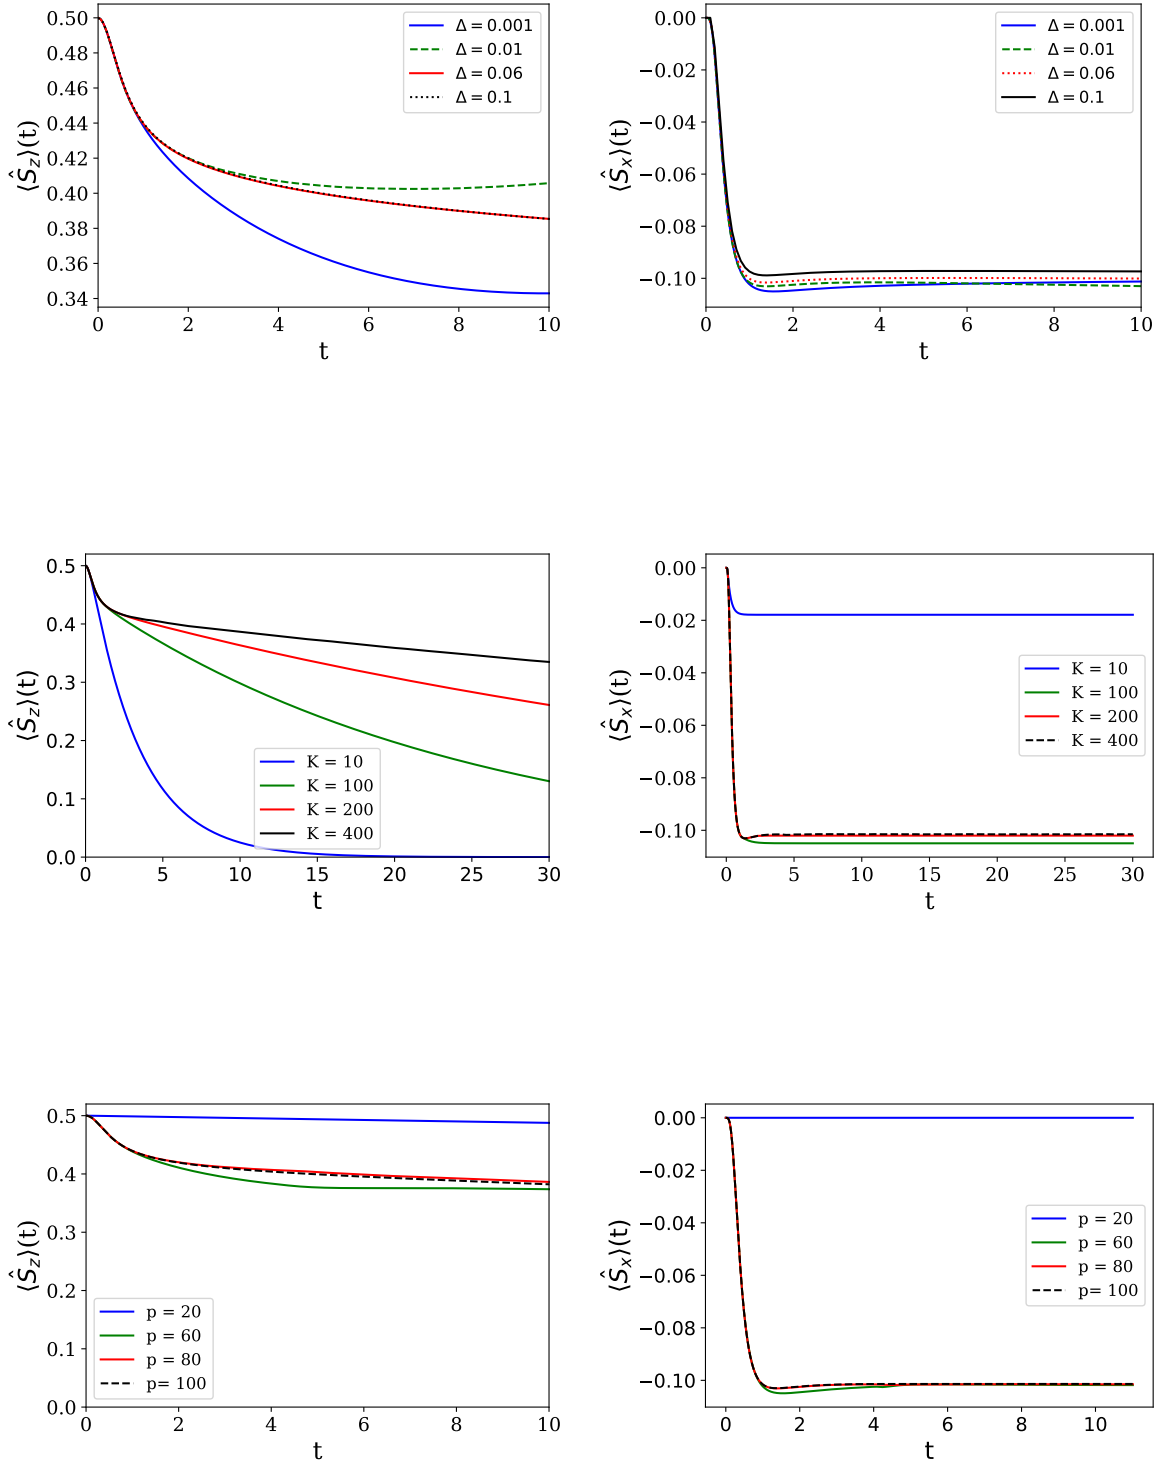 ⟨Ŝz⟩(t)
0.50
0.48
0.46
0.44
0.42
0.40
0.38
0.36
0.34
0 2 4 6 8 10
t
Δ = 0.001
Δ = 0.01
Δ = 0.06
Δ = 0.1
⟨Ŝx⟩(t)
0.00
−0.02
−0.04
−0.06
−0.08
−0.10
0 2 4 6 8 10
t
Δ = 0.001
Δ = 0.01
Δ = 0.06
Δ = 0.1
⟨Ŝz⟩(t)
0.5
0.4
0.3
0.2
0.1
0.0
0 5 10 15 20 25 30
t
K = 10
K = 100
K = 200
K = 400
⟨Ŝx⟩(t)
0.00
−0.02
−0.04
−0.06
−0.08
−0.10
0 5 10 15 20 25 30
t
K = 10
K = 100
K = 200
K = 400
⟨Ŝz⟩(t)
0.5
0.4
0.3
0.2
0.1
0.0
0 2 4 6 8 10
t
p = 20
p = 60
p = 80
p= 100
⟨Ŝx⟩(t)
0.00
−0.02
−0.04
−0.06
−0.08
−0.10
0 2 4 6 8 10
t
p = 20
p = 60
p = 80
p= 100